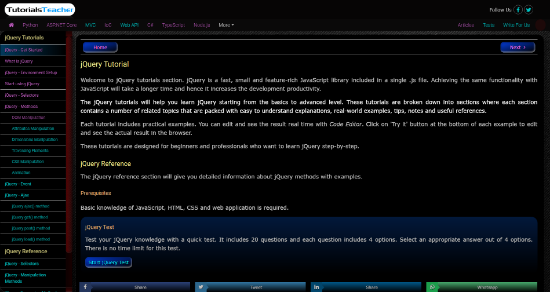 TutorialsTeacher
Follow Us
Python ASP.NET Core MVC IoC Web API C# TypeScript Node.js More
Articles Tests Write For Us
jQuery Tutorials
jQuery - Get Started
What is jQuery
jQuery - Environment Setup
Start using jQuery
jQuery - Selectors
jQuery - Methods
DOM Manipulation
Attributes Manipulation
Dimensions Manipulation
Traversing Elements
CSS Manipulation
Animation
jQuery - Event
jQuery - Ajax
jQuery ajax() method
jQuery get() method
jQuery post() method
jQuery load() method
jQuery Reference
jQuery - Selectors
jQuery - Manipulation Methods
Home
Next
jQuery Tutorial
Welcome to jQuery tutorials section. jQuery is a fast, small and feature-rich JavaScript library included in a single .js file. Achieving the same functionality with
JavaScript will take a longer time and hence it increases the development productivity.
The jQuery tutorials will help you learn jQuery starting from the basics to advanced level. These tutorials are broken down into sections where each section
contains a number of related topics that are packed with easy to understand explanations, real-world examples, tips, notes and useful references.
Each tutorial includes practical examples. You can edit and see the result real time with Code Editor. Click on 'Try it' button at the bottom of each example to edit
and see the actual result in the browser.
These tutorials are designed for beginners and professionals who want to learn jQuery step-by-step.
jQuery Reference
The jQuery reference section will give you detailed information about jQuery methods with examples.
Prerequisites
Basic knowledge of JavaScript, HTML, CSS and web application is required.
jQuery Test
Test your jQuery knowledge with a quick test. It includes 20 questions and each question includes 4 options. Select an appropriate answer out of 4 options.
There is no time limit for this test.
Start jQuery Test
Share
Tweet
Share
Whatsapp